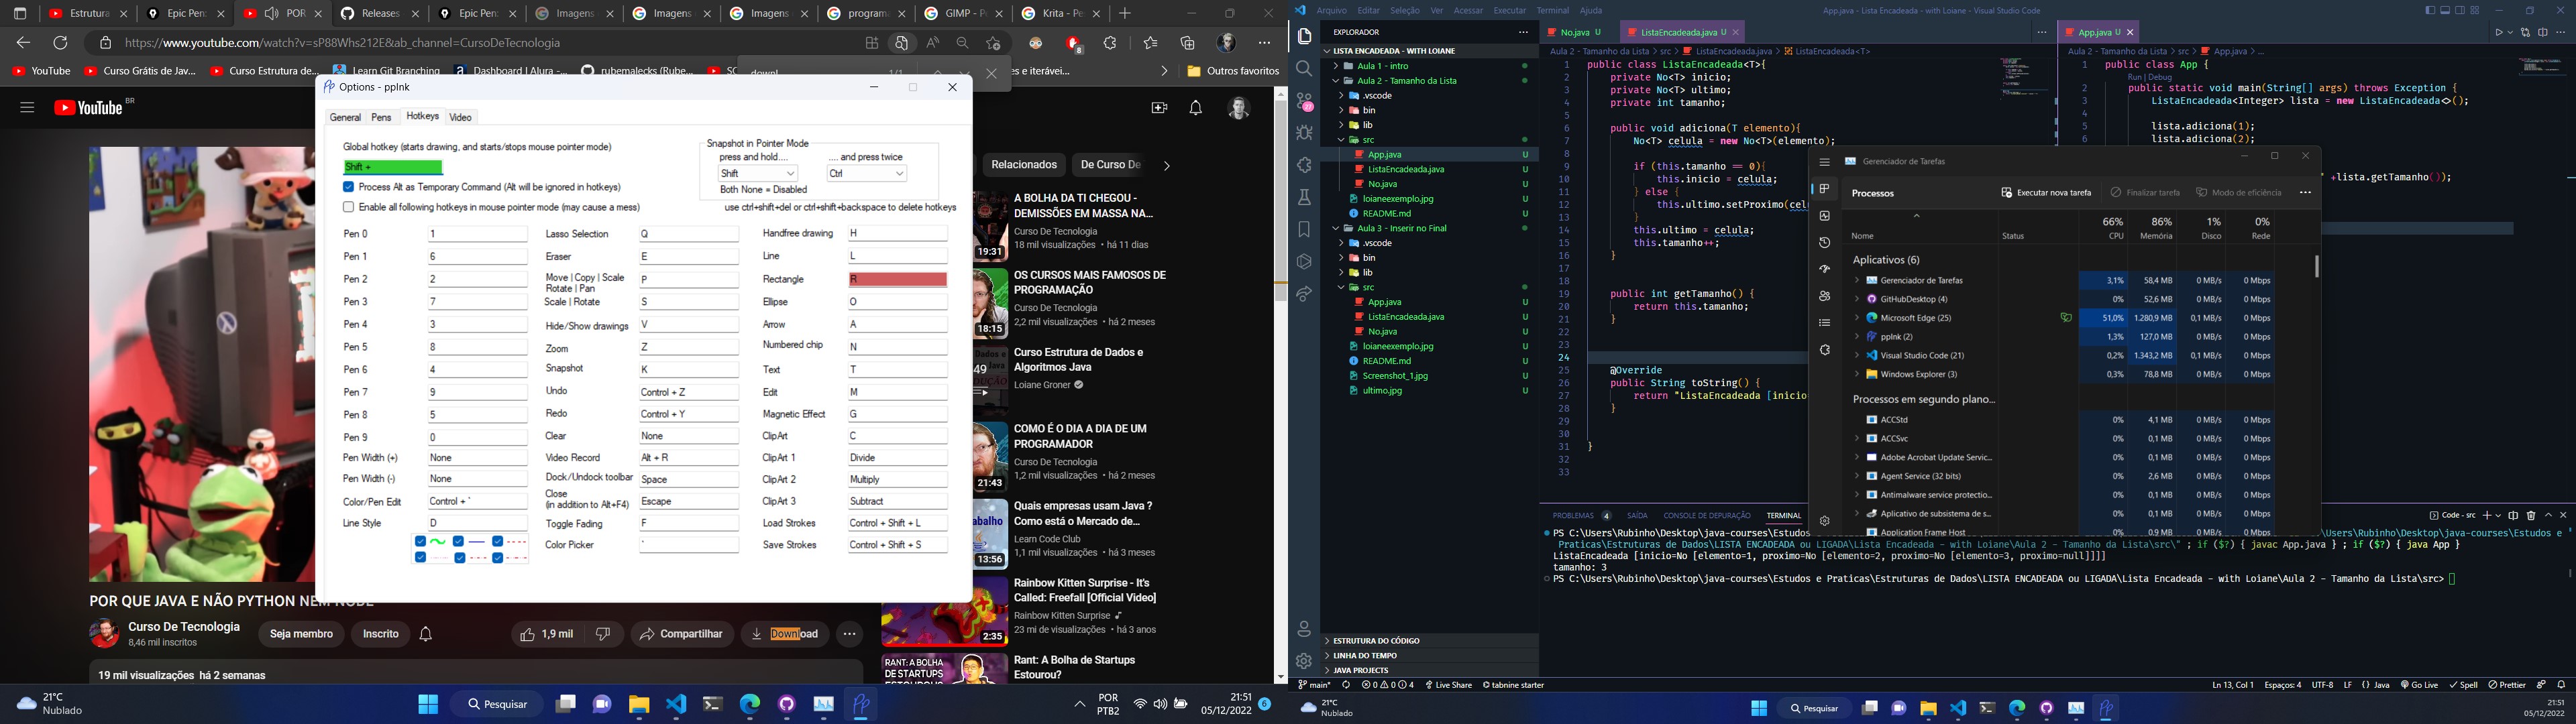 Estrutura
Epic Pen:
POR
Releases
Epic Pen:
Imagens
Imagens
Imagens
programa
GIMP - Po
Krita - Pe
https://www.youtube.com/watch?v=sP88Whs212E&ab_channel=CursoDeTecnologia
YouTube
Curso Grátis de Jav...
Curso Estrutura de...
Learn Git Branching
Dashboard | Alura -...
rubemalecks (Rube...
es e iterávei...
Outros favoritos
YouTube BR
Options - ppInk
General Pens Hotkeys Video
Global hotkey (starts drawing, and starts/stops mouse pointer mode)
Shift +
Process Alt as Temporary Command (Alt will be ignored in hotkeys)
Enable all following hotkeys in mouse pointer mode (may cause a mess)
Snapshot in Pointer Mode
press and hold.... .... and press twice
Shift Ctrl
Both None = Disabled
use ctrl+shift+del or ctrl+shift+backspace to delete hotkeys
Pen 0 1 Lasso Selection Q Handfree drawing H
Pen 1 6 Eraser E Line L
Pen 2 2 Move | Copy | Scale Rotate | Pan P Rectangle R
Pen 3 7 Scale | Rotate S Ellipse O
Pen 4 3 Hide/Show drawings V Arrow A
Pen 5 8 Zoom Z Numbered chip N
Pen 6 4 Snapshot K Text T
Pen 7 9 Undo Control + Z Edit M
Pen 8 5 Redo Control + Y Magnetic Effect G
Pen 9 0 Clear None ClipArt C
Pen Width (+) None Video Record Alt + R ClipArt 1 Divide
Pen Width (-) None Dock/Undock toolbar Space ClipArt 2 Multiply
Color/Pen Edit Control + ` Close (in addition to Alt+F4) Escape ClipArt 3 Subtract
Line Style D Toggle Fading F Load Strokes Control + Shift + L
Color Picker ` Save Strokes Control + Shift + S
Relacionados De Curso De
A BOLHA DA TI CHEGOU -
DEMISSÕES EM MASSA NA...
Curso De Tecnologia
18 mil visualizações • há 11 dias
19:31
OS CURSOS MAIS FAMOSOS DE
PROGRAMAÇÃO
Curso De Tecnologia
2,2 mil visualizações • há 2 meses
18:15
Curso Estrutura de Dados e
Algoritmos Java
Loiane Groner
49
COMO É O DIA A DIA DE UM
PROGRAMADOR
Curso De Tecnologia
1,2 mil visualizações • há 2 meses
21:43
Quais empresas usam Java ?
Como está o Mercado de...
Learn Code Club
1,1 mil visualizações • há 3 meses
13:56
Rainbow Kitten Surprise - It's
Called: Freefall [Official Video]
Rainbow Kitten Surprise
23 mi de visualizações • há 3 anos
2:35
RANT: A BOLHA
DE STARTUPS
Rant: A Bolha de Startups
Estourou?
POR QUE JAVA E NÃO PYTHON NEM NODE
Curso De Tecnologia
8,46 mil inscritos
Seja membro
Inscrito
1,9 mil
Compartilhar
Download
19 mil visualizações há 2 semanas
21°C
Nublado
Pesquisar
POR
PTB2
21:51
05/12/2022
6
Arquivo Editar Seleção Ver Acessar Executar Terminal Ajuda
App.java - Lista Encadeada - with Loiane - Visual Studio Code
EXPLORADOR
LISTA ENCADEADA - WITH LOIANE
Aula 1 - intro
Aula 2 - Tamanho da Lista
.vscode
bin
lib
src
App.java U
ListaEncadeada.java U
No.java U
loianeexemplo.jpg U
README.md U
Aula 3 - Inserir no Final
.vscode
bin
lib
src
App.java U
ListaEncadeada.java U
No.java U
loianeexemplo.jpg U
README.md U
Screenshot_1.jpg U
ultimo.jpg U
ESTRUTURA DO CÓDIGO
LINHA DO TEMPO
JAVA PROJECTS
No.java U ListaEncadeada.java U
Aula 2 - Tamanho da Lista > src > ListaEncadeada.java > ListaEncadeada<T>
1 public class ListaEncadeada<T>{
2 private No<T> inicio;
3 private No<T> ultimo;
4 private int tamanho;
5
6 public void adiciona(T elemento){
7 No<T> celula = new No<T>(elemento);
8
9 if (this.tamanho == 0){
10 this.inicio = celula;
11 } else {
12 this.ultimo.setProximo(cel
13 }
14 this.ultimo = celula;
15 this.tamanho++;
16 }
17
18
19 public int getTamanho() {
20 return this.tamanho;
21 }
22
23
24
25 @Override
26 public String toString() {
27 return "ListaEncadeada [inicio
28 }
29
30
31 }
32
33
App.java U
Aula 2 - Tamanho da Lista > src > App.java > ...
1 public class App {
Run | Debug
2 public static void main(String[] args) throws Exception {
3 ListaEncadeada<Integer> lista = new ListaEncadeada<>();
4
5 lista.adiciona(1);
6 lista.adiciona(2);
" +lista.getTamanho());
Gerenciador de Tarefas
Processos
Executar nova tarefa
Finalizar tarefa
Modo de eficiência
66% 86% 1% 0%
Nome Status CPU Memória Disco Rede
Aplicativos (6)
Gerenciador de Tarefas 3,1% 58,4 MB 0 MB/s 0 Mbps
GitHubDesktop (4) 0% 52,6 MB 0 MB/s 0 Mbps
Microsoft Edge (25) 51,0% 1.280,9 MB 0,1 MB/s 0 Mbps
ppInk (2) 1,3% 127,0 MB 0 MB/s 0 Mbps
Visual Studio Code (21) 0,2% 1.343,2 MB 0,1 MB/s 0 Mbps
Windows Explorer (3) 0,3% 78,8 MB 0 MB/s 0 Mbps
Processos em segundo plano...
ACCStd 0% 4,1 MB 0 MB/s 0 Mbps
ACCSvc 0% 0,1 MB 0 MB/s 0 Mbps
Adobe Acrobat Update Servic... 0% 0,1 MB 0 MB/s 0 Mbps
Agent Service (32 bits) 0% 2,6 MB 0 MB/s 0 Mbps
Antimalware service protectio... 0% 0,1 MB 0 MB/s 0 Mbps
Aplicativo de subsistema de s... 0% 0,1 MB 0 MB/s 0 Mbps
Application Frame Host 0% 0,9 MB 0 MB/s 0 Mbps
PROBLEMAS 4 SAÍDA CONSOLE DE DEPURAÇÃO TERMINAL
Code - src
PS C:\Users\Rubinho\Desktop\java-courses\Estudos
\Users\Rubinho\Desktop\java-courses\Estudos e
Praticas\Estruturas de Dados\LISTA ENCADEADA ou LIGADA\Lista Encadeada - with Loiane\Aula 2 - Tamanho da Lista\src\" ; if ($?) { javac App.java } ; if ($?) { java App }
ListaEncadeada [inicio=No [elemento=1, proximo=No [elemento=2, proximo=No [elemento=3, proximo=null]]]]
tamanho: 3
PS C:\Users\Rubinho\Desktop\java-courses\Estudos e Praticas\Estruturas de Dados\LISTA ENCADEADA ou LIGADA\Lista Encadeada - with Loiane\Aula 2 - Tamanho da Lista\src>
main* 0 0 4 Live Share tabnine starter
Ln 13, Col 1 Espaços: 4 UTF-8 LF {} Java Go Live Spell Prettier
21°C
Nublado
Pesquisar
21:51
05/12/2022